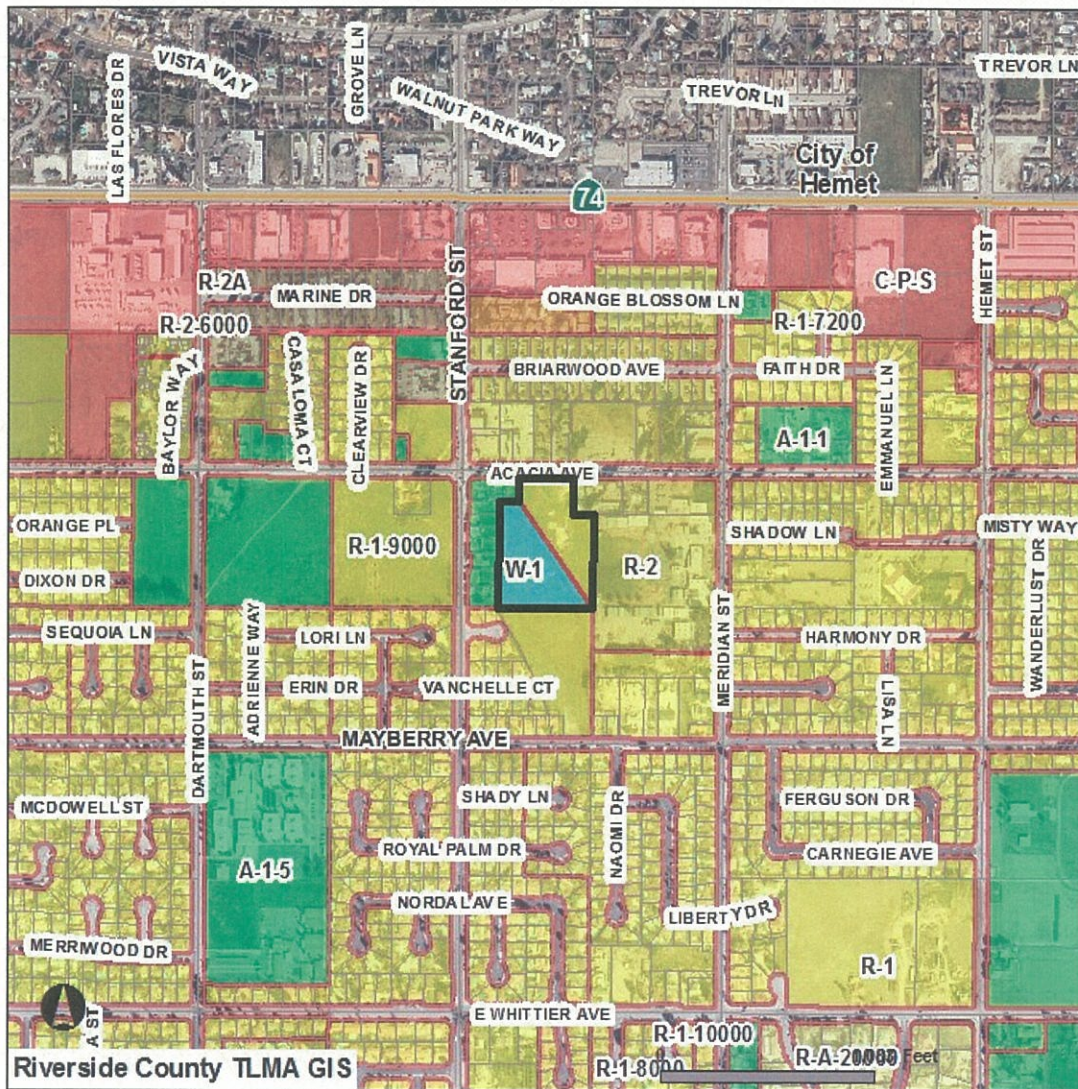 LAS FLORES DR
VISTA WAY
GROVE LN
WALNUT PARK WAY
TREVOR LN
TREVOR LN
City of
Hemet
74
STANFORD ST
HEMET ST
R-2A
MARINE DR
ORANGE BLOSSOM LN
C-P-S
R-2-6000
R-1-7200
BAYLOR WAY
CASA LOMA CT
CLEARVIEW DR
BRIARWOOD AVE
FAITH DR
EMMANUEL LN
A-1-1
ACACIA AVE
ORANGE PL
R-1-9000
W-1
R-2
SHADOW LN
MISTY WAY
DIXON DR
WANDERLUST DR
SEQUOIA LN
ADRIENNE WAY
LORI LN
MERIDIAN ST
HARMONY DR
DARTMOUTH ST
ERIN DR
VANCHELLE CT
LISA LN
MAYBERRY AVE
MCDOWELL ST
SHADY LN
NAOMI DR
FERGUSON DR
ROYAL PALM DR
CARNEGIE AVE
A-1-5
NORDAL AVE
LIBERTY DR
MERRIWOOD DR
R-1
A ST
E WHITTIER AVE
R-1-10000
Riverside County TLMA GIS
R-1-8000
Feet